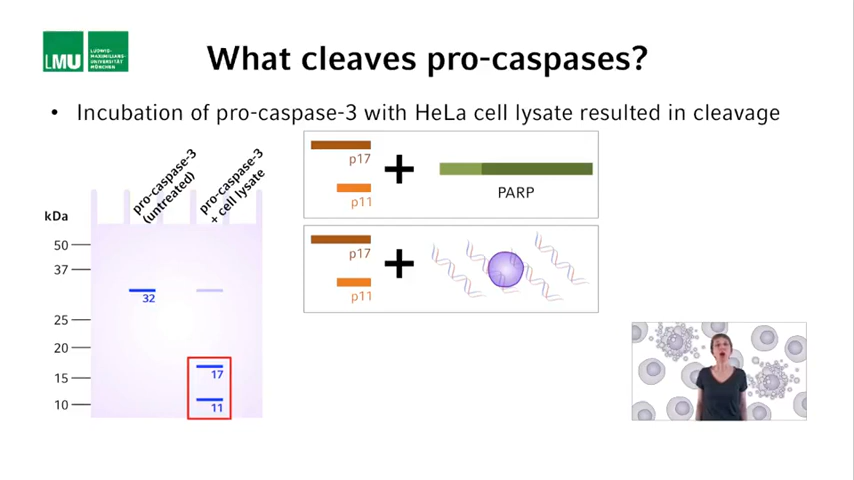 LMU
LUDWIG-
MAXIMILIANS-
UNIVERSITÄT
MÜNCHEN
What cleaves pro-caspases?
• Incubation of pro-caspase-3 with HeLa cell lysate resulted in cleavage
pro-caspase-3
(untreated)
pro-caspase-3
+ cell lysate
kDa
50
37
25
20
15
10
32
17
11
p17
+
p11
PARP
p17
+
p11